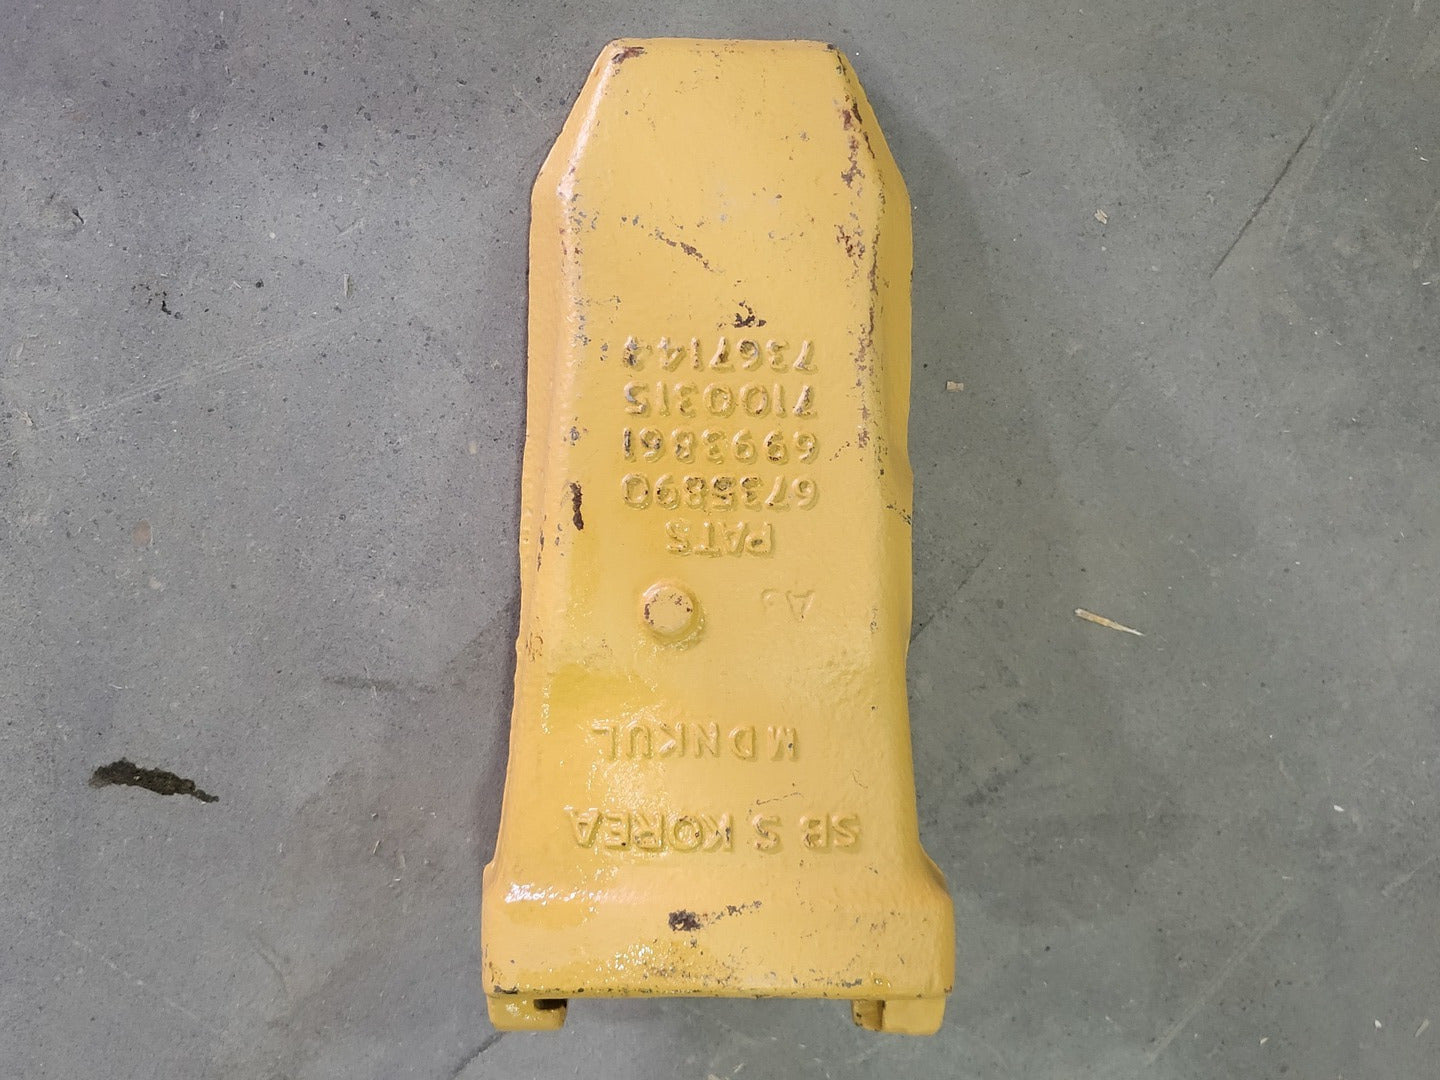 SB S KOREA
MDNKUL
PATS
6735890
6993861
7100315
7367144